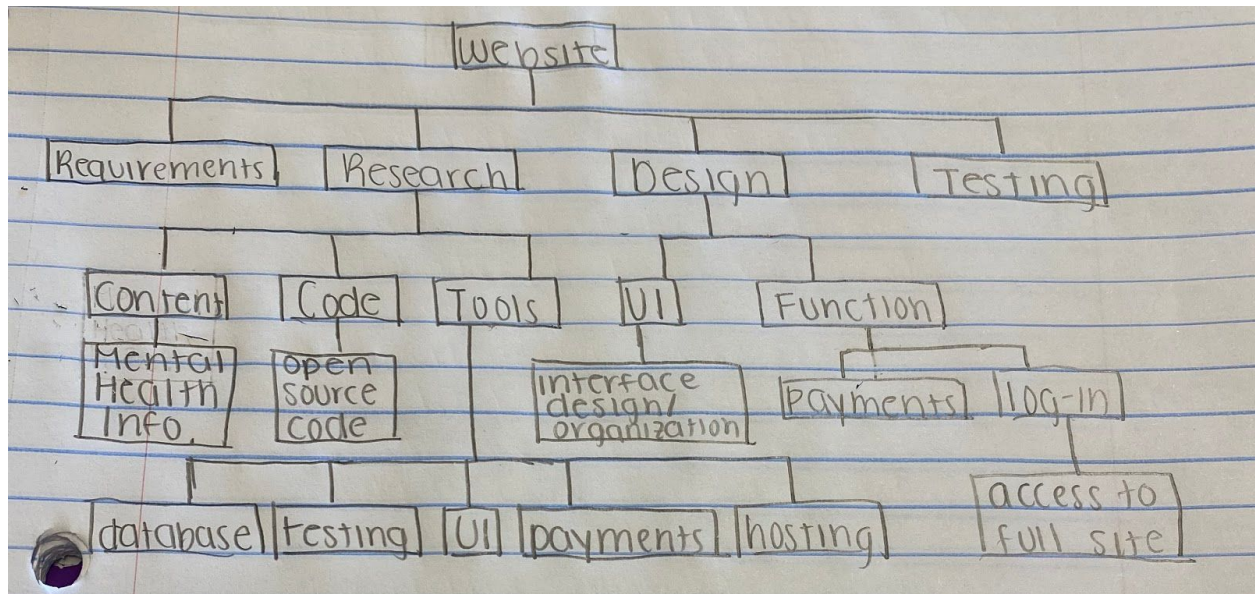 Website
Requirements Research Design Testing
Content Code Tools UI Function
Mental
Health
Info.
open
source
code
interface
design/
organization
payments log-in
access to
full site
database testing UI payments hosting